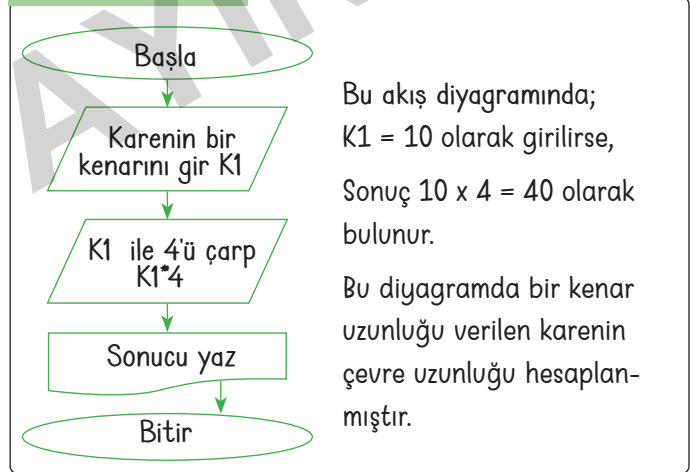 Başla
Karenin bir
kenarını gir K1
K1 ile 4'ü çarp
K1*4
Sonucu yaz
Bitir
Bu akış diyagramında;
K1 = 10 olarak girilirse,
Sonuç 10 x 4 = 40 olarak
bulunur.
Bu diyagramda bir kenar
uzunluğu verilen karenin
çevre uzunluğu hesaplan-
mıştır.